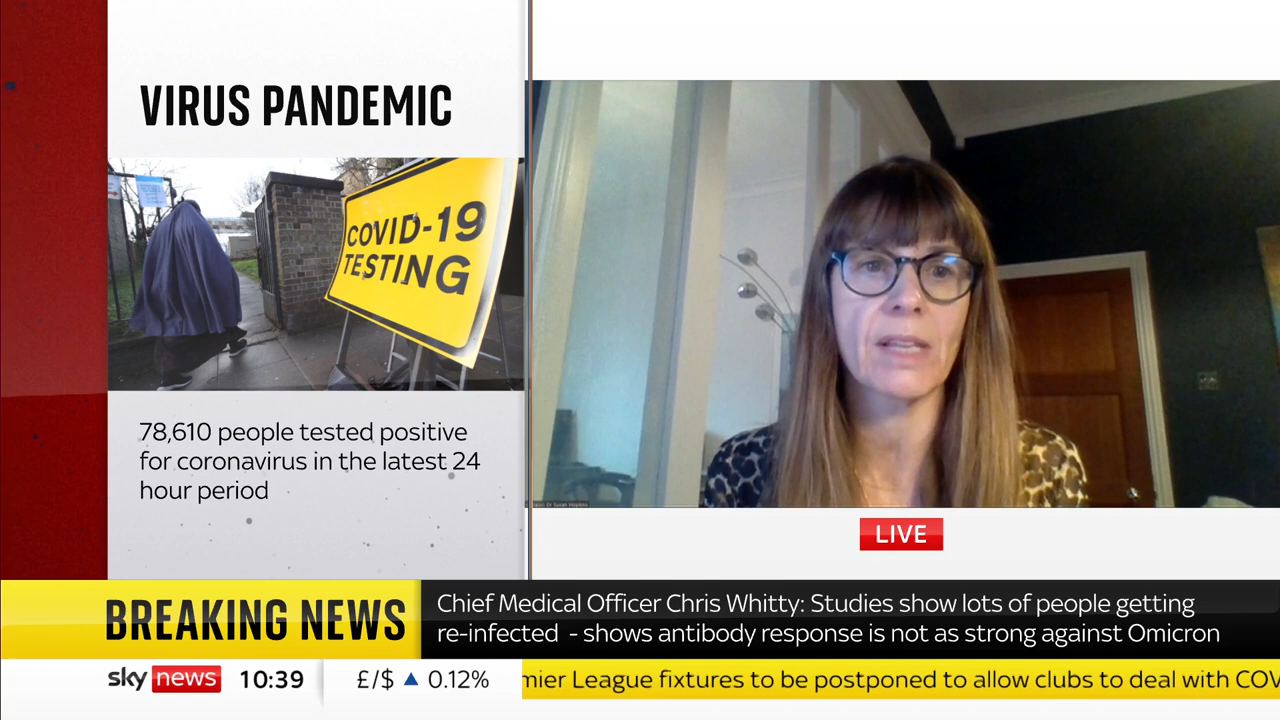 VIRUS PANDEMIC
COVID-19
TESTING
78,610 people tested positive
for coronavirus in the latest 24
hour period
Dr Susan Hopkins
LIVE
BREAKING NEWS
Chief Medical Officer Chris Whitty: Studies show lots of people getting
re-infected - shows antibody response is not as strong against Omicron
sky news 10:39 £/$ ▲ 0.12% mier League fixtures to be postponed to allow clubs to deal with COV